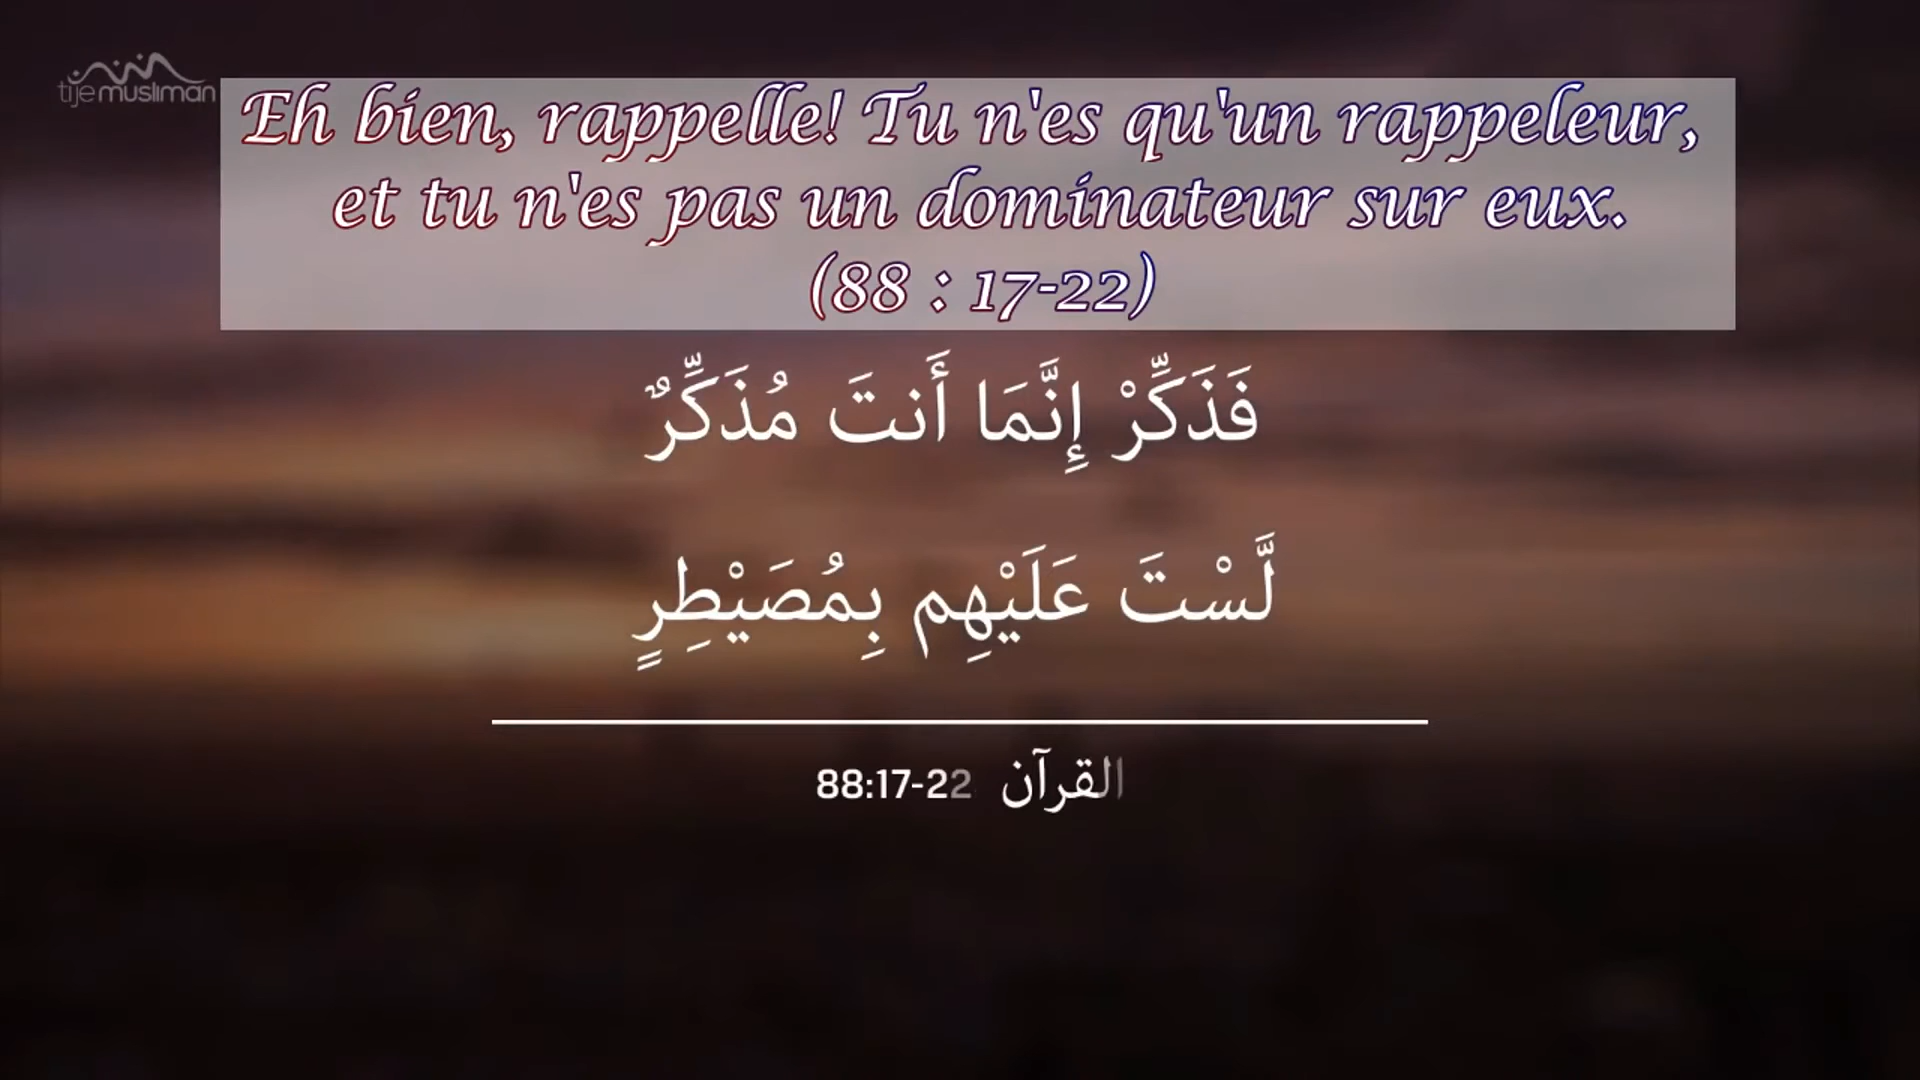 tijemusliman
Eh bien, rappelle! Tu n'es qu'un rappeleur,
et tu n'es pas un dominateur sur eux.
(88 : 17-22)
فَذَكِّرْ إِنَّمَا أَنتَ مُذَكِّرٌ
لَّسْتَ عَلَيْهِم بِمُصَيْطِرٍ
القرآن 88:17-22